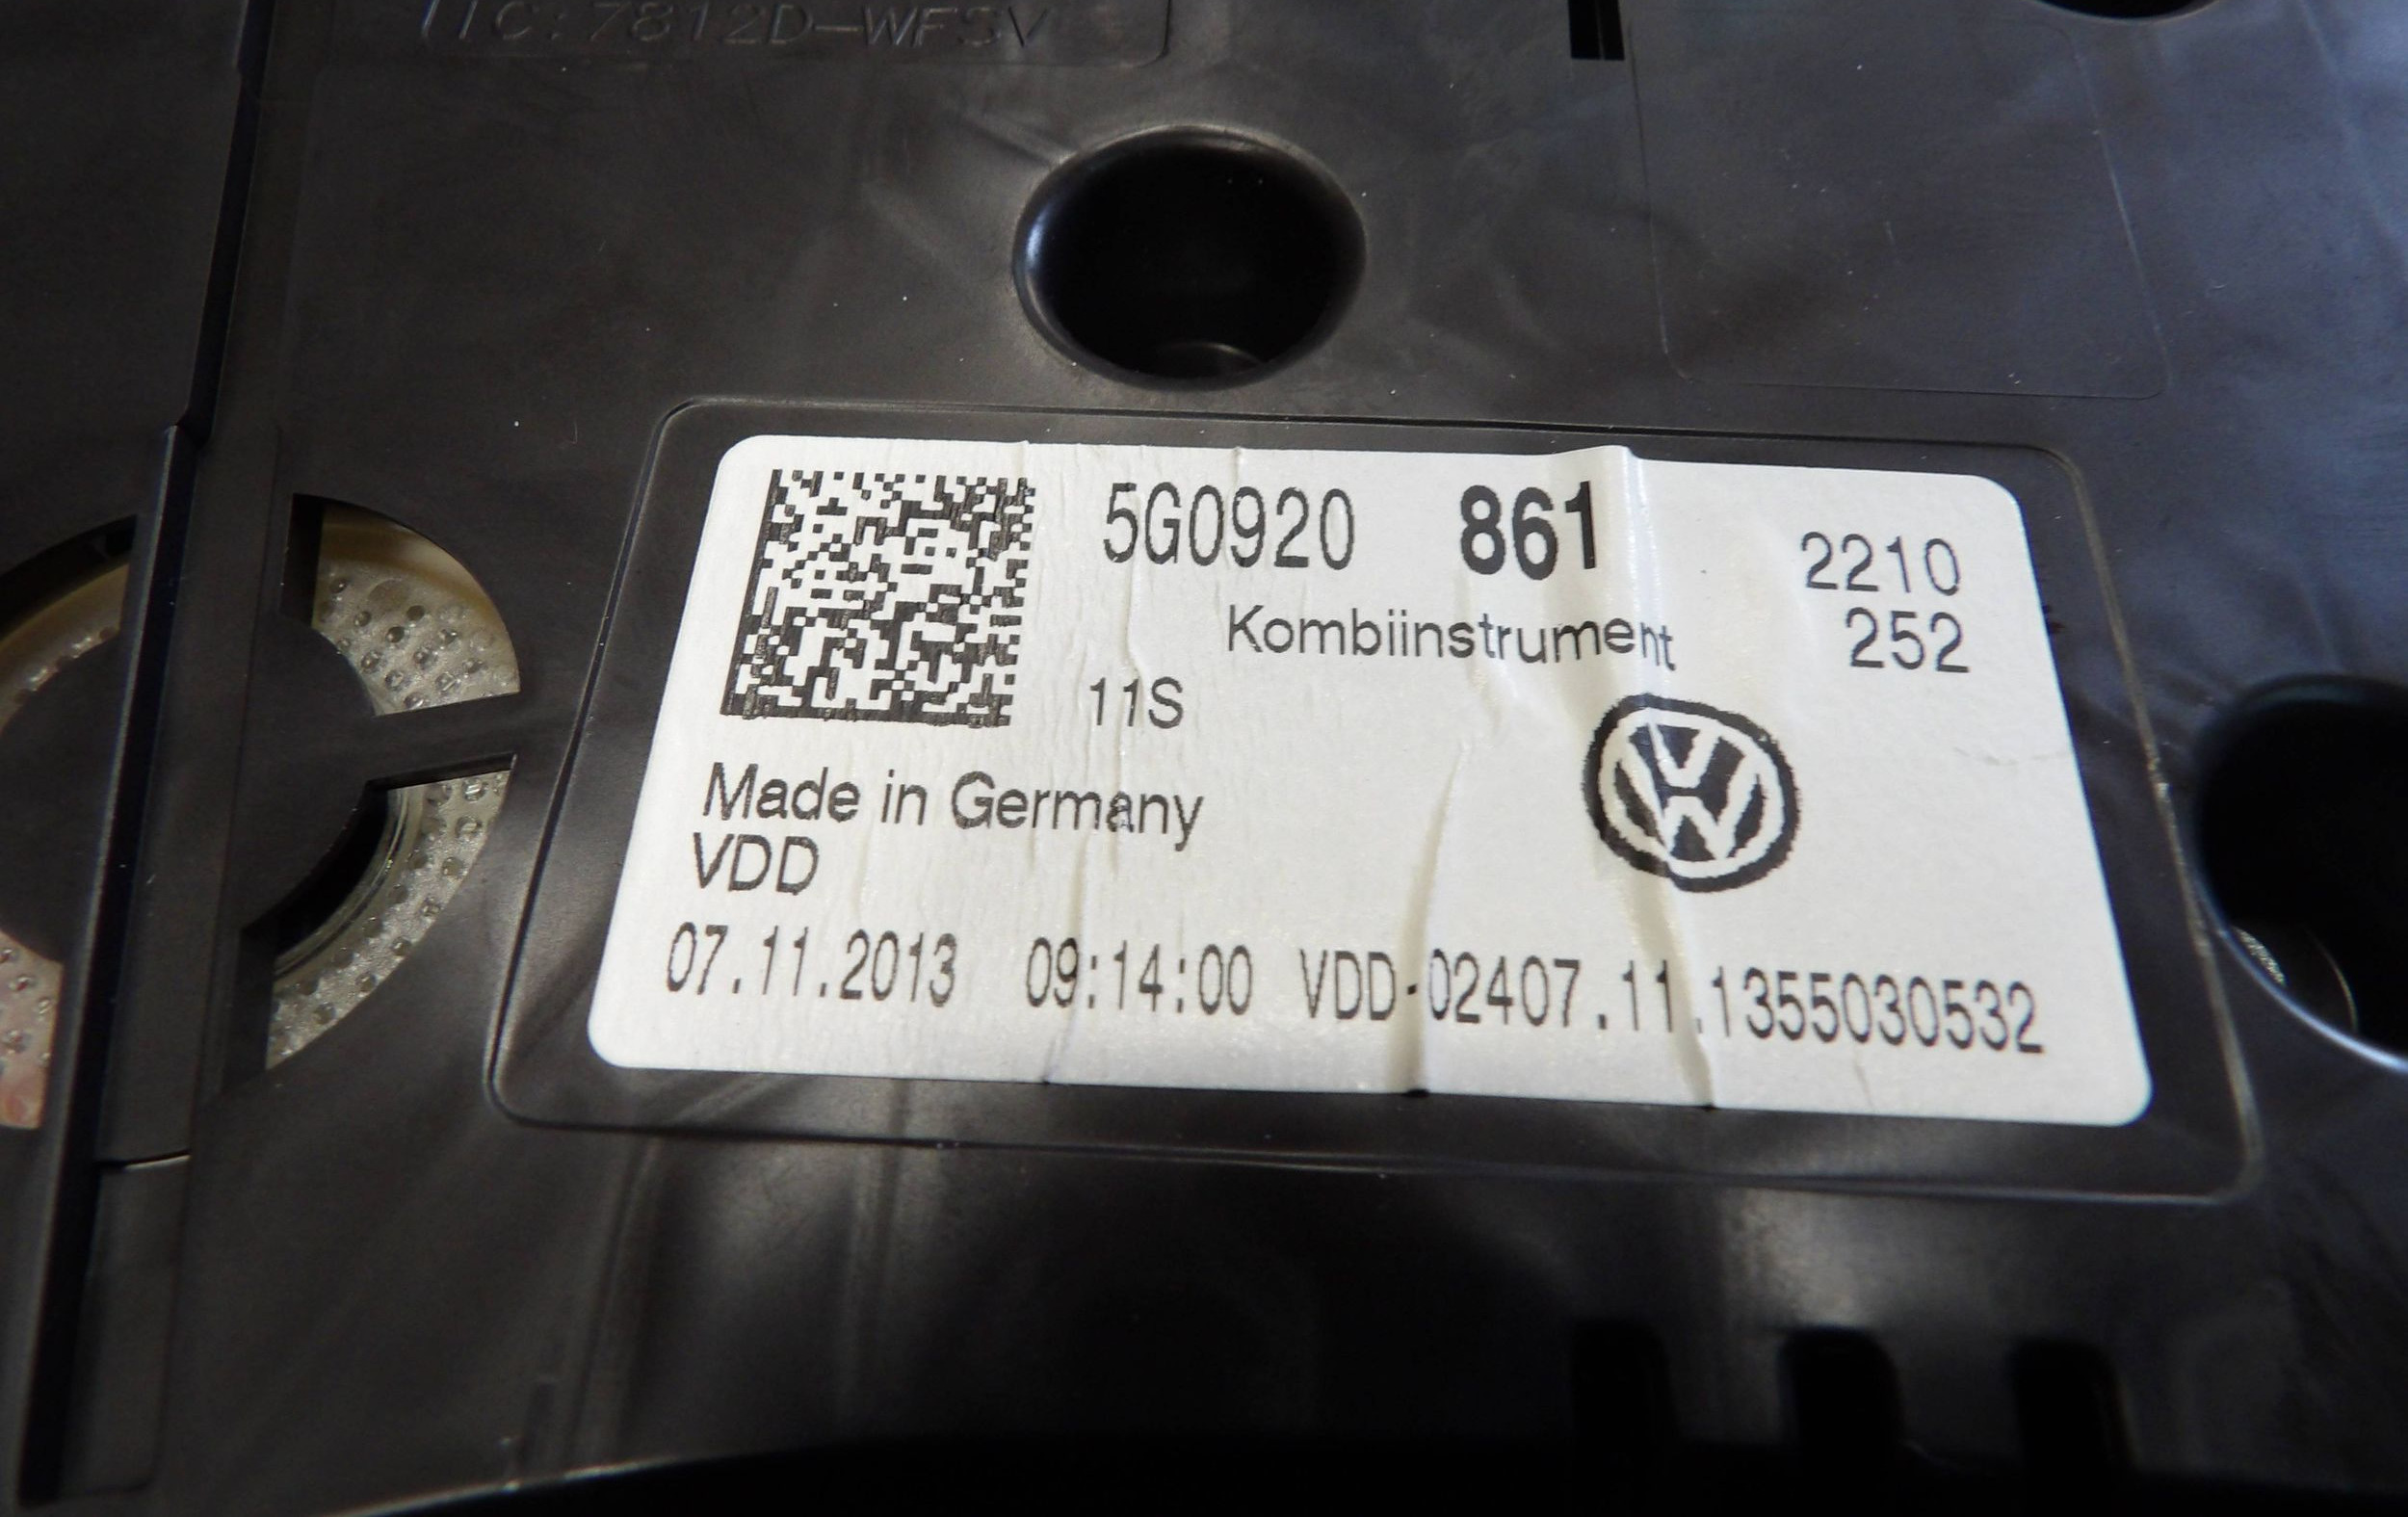 IC:7812D-WFSV
5G0920 861
2210
Kombiinstrument
252
11S
Made in Germany
VDD
07.11.2013 09:14:00 VDD-02407.11.1355030532